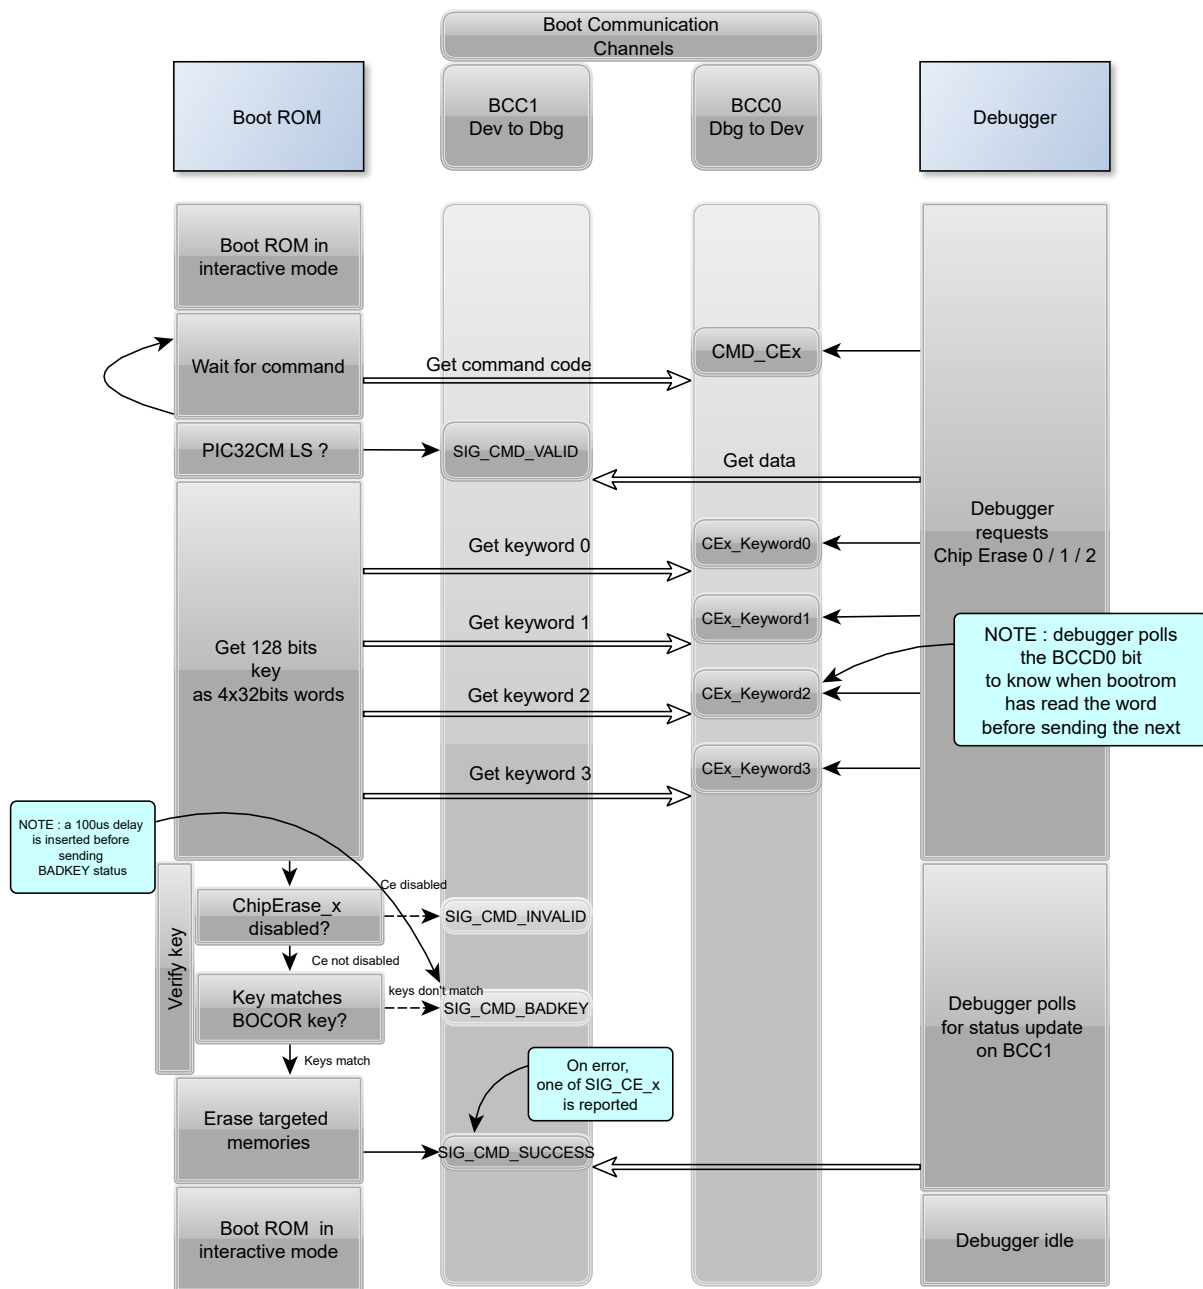 Boot Communication
Channels
Boot ROM
BCC1
Dev to Dbg
BCC0
Dbg to Dev
Debugger
Boot ROM in
interactive mode
Wait for command
Get command code
CMD_CEx
PIC32CM LS ?
SIG_CMD_VALID
Get data
Debugger
requests
Chip Erase 0 / 1 / 2
Get 128 bits
key
as 4x32bits words
Get keyword 0
CEx_Keyword0
Get keyword 1
CEx_Keyword1
Get keyword 2
CEx_Keyword2
Get keyword 3
CEx_Keyword3
NOTE : debugger polls
the BCCD0 bit
to know when bootrom
has read the word
before sending the next
NOTE : a 100us delay
is inserted before
sending
BADKEY status
Verify key
ChipErase_x
disabled?
Ce disabled
SIG_CMD_INVALID
Ce not disabled
Key matches
BOCOR key?
keys don't match
SIG_CMD_BADKEY
Keys match
Debugger polls
for status update
on BCC1
On error,
one of SIG_CE_x
is reported
Erase targeted
memories
SIG_CMD_SUCCESS
Boot ROM in
interactive mode
Debugger idle